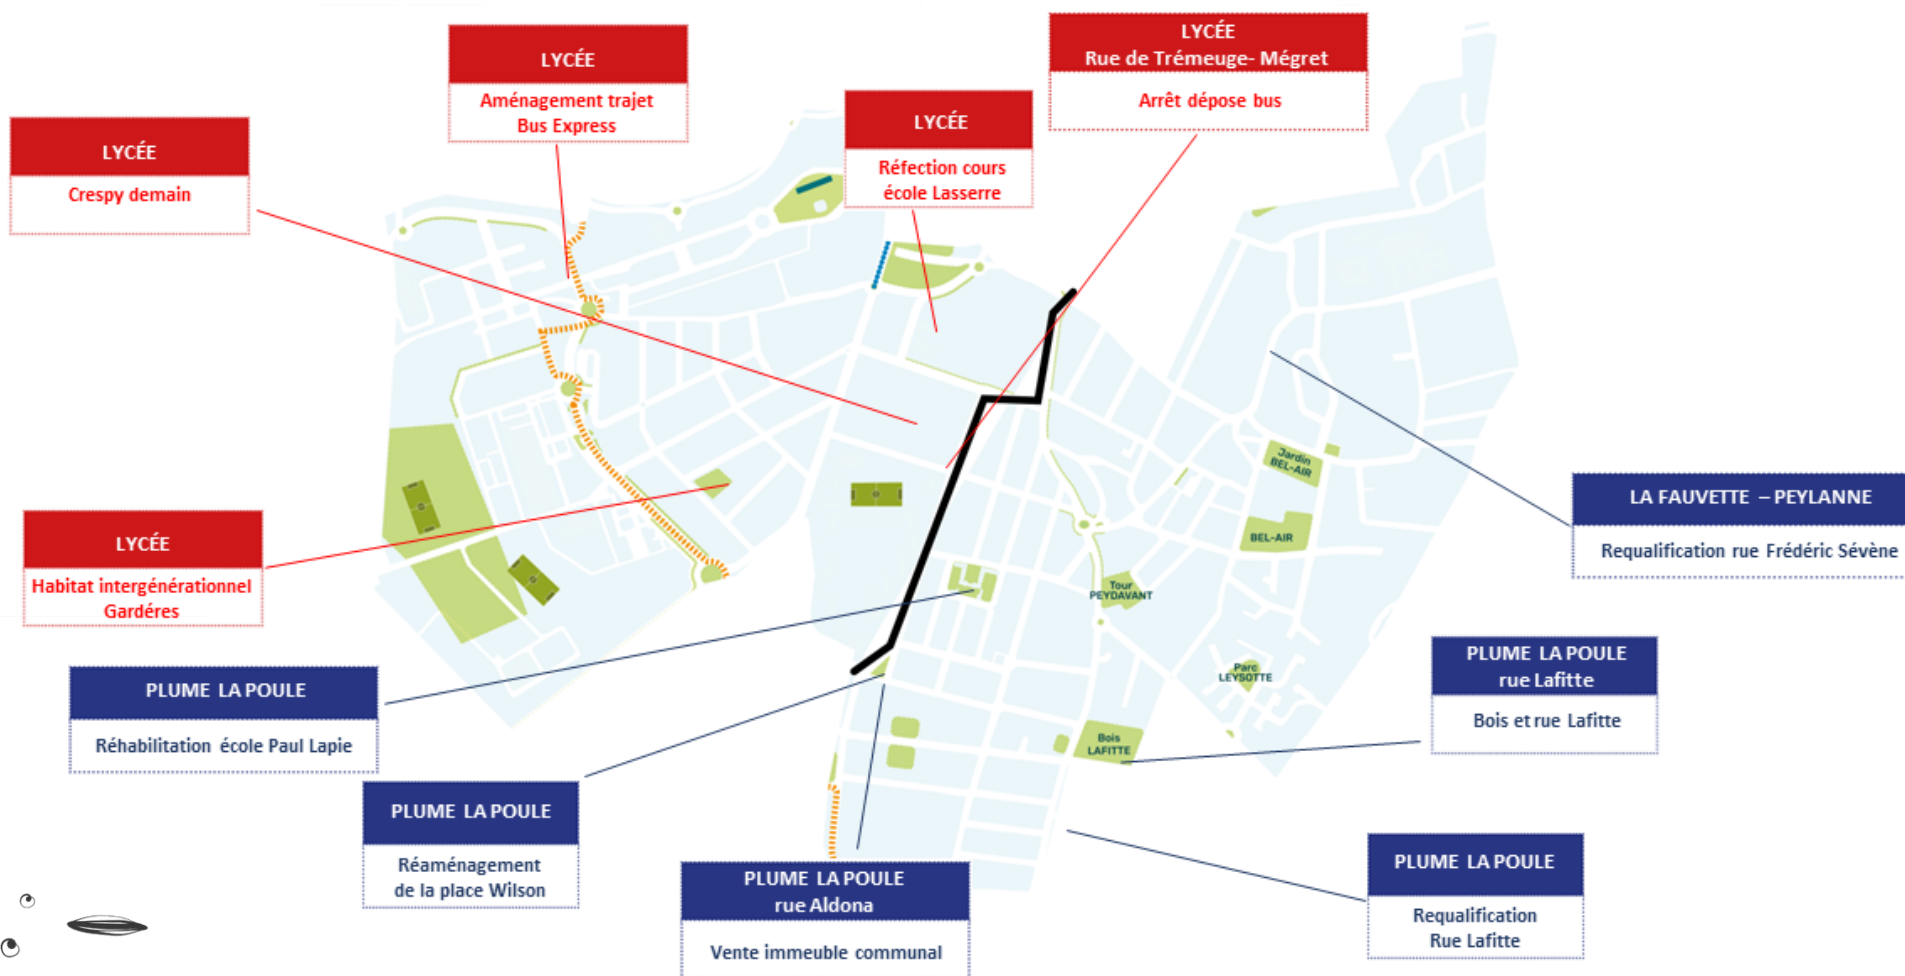 LYCÉE
Aménagement trajet
Bus Express
LYCÉE
Rue de Trémeuge- Mégret
Arrêt dépose bus
LYCÉE
Réfection cours
école Lasserre
LYCÉE
Crespy demain
Jardin
BEL-AIR
BEL-AIR
LA FAUVETTE – PEYLANNE
Requalification rue Frédéric Sévène
LYCÉE
Habitat intergénérationnel
Gardéres
Tour
PEYDAVANT
Parc
LEYSOTTE
PLUME LA POULE
rue Lafitte
Bois et rue Lafitte
PLUME LA POULE
Réhabilitation école Paul Lapie
Bois
LAFITTE
PLUME LA POULE
Réaménagement
de la place Wilson
PLUME LA POULE
rue Aldona
Vente immeuble communal
PLUME LA POULE
Requalification
Rue Lafitte